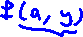 f(a, y)